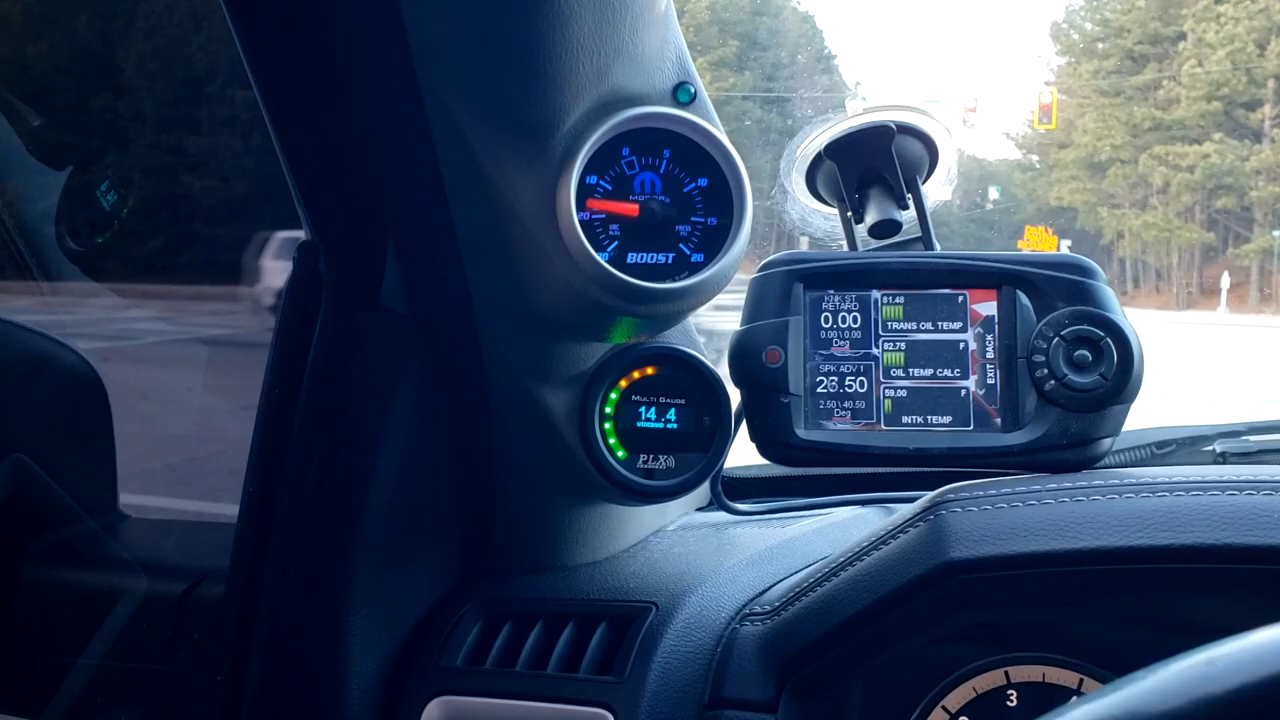 0
5
10
10
20
15
20
MOPAR
VAC
PRESS
BOOST
MULTI GAUGE
14.4
WIDEBAND AFR
PLX
KNK ST
RETARD
0.00
0.00 \ 0.00
Deg
SPK ADV 1
26.50
2.50 \ 40.50
Deg
81.48 F
TRANS OIL TEMP
82.75 F
OIL TEMP CALC
59.00 F
INTK TEMP
EXIT BACK
3